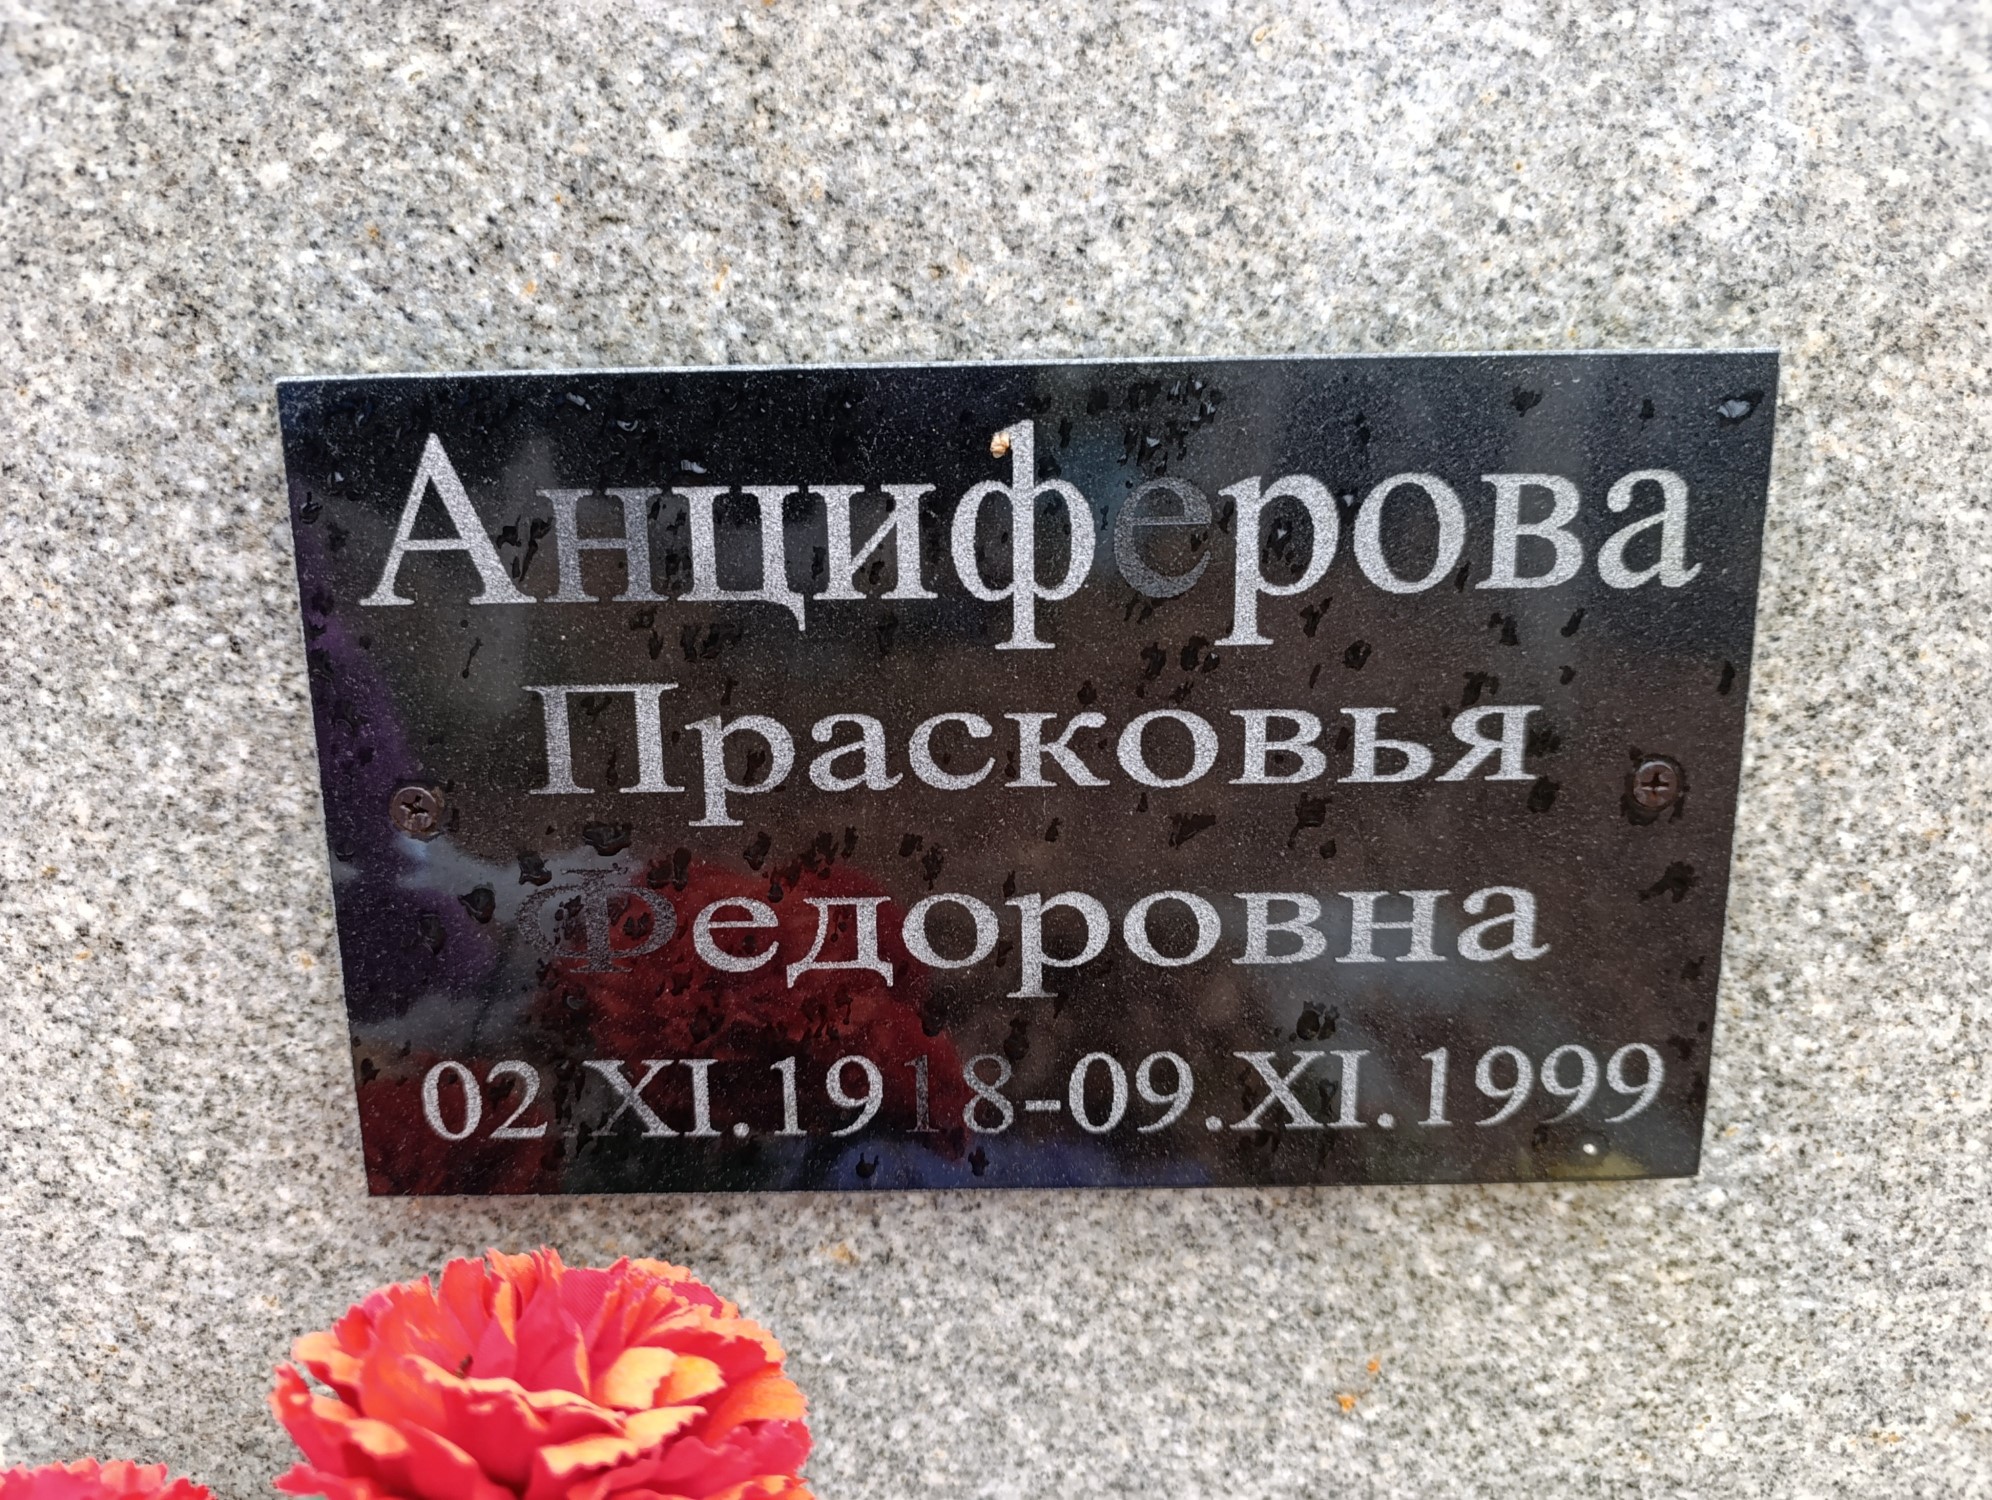 Анциферова
Прасковья
Федоровна
02.XI.1918-09.XI.1999